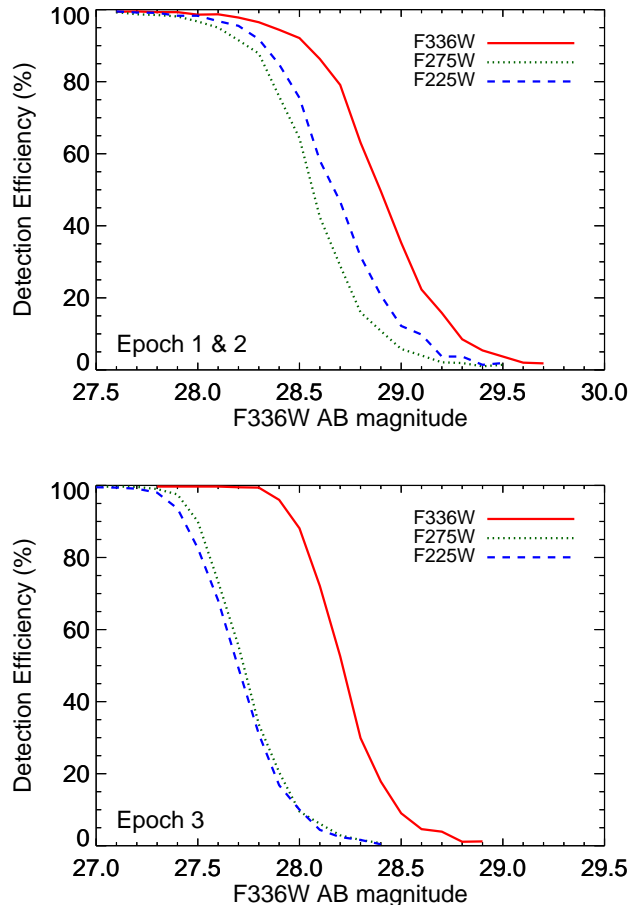 100
80
60
40
20
0
Detection Efficiency (%)
F336W
F275W
F225W
Epoch 1 & 2
27.5 28.0 28.5 29.0 29.5 30.0
F336W AB magnitude
100
80
60
40
20
0
Detection Efficiency (%)
F336W
F275W
F225W
Epoch 3
27.0 27.5 28.0 28.5 29.0 29.5
F336W AB magnitude